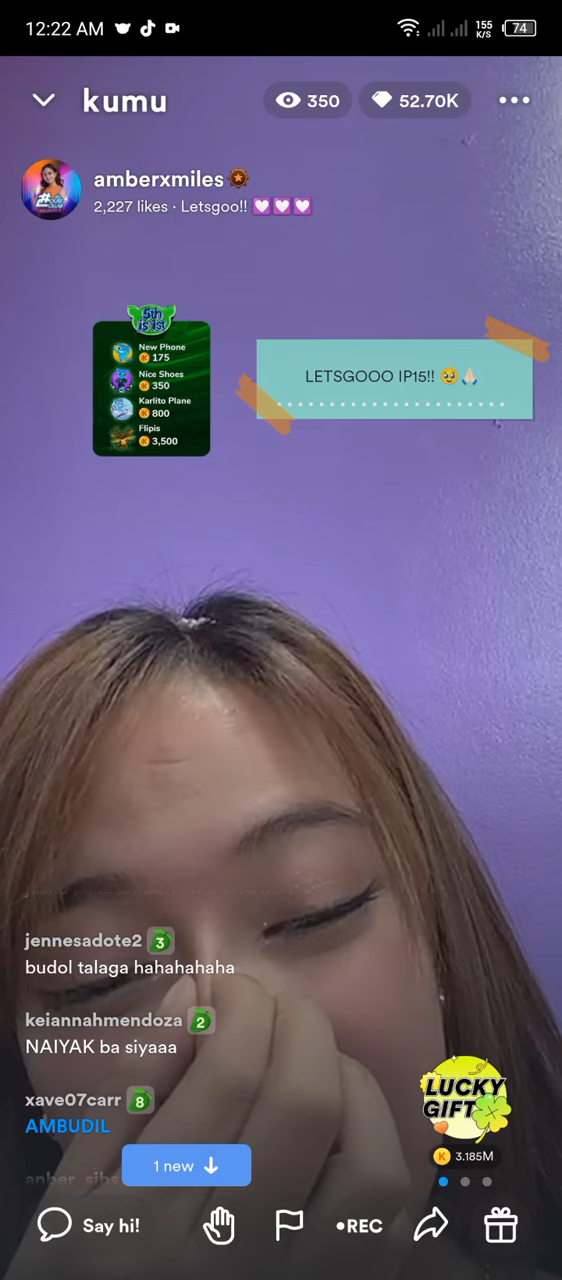 12:22 AM
155
K/S
74
kumu
350
52.70K
amberxmiles
2,227 likes · Letsgoo!! 💟💟💟
5th
is 1st
New Phone
K 175
Nice Shoes
K 350
Karlito Plane
K 800
Flipis
K 3,500
LETSGOOO IP15!! 🥹🙏🏻
jennesadote2 3
budol talaga hahahahaha
keiannahmendoza 2
NAIYAK ba siyaaa
xave07carr 8
AMBUDIL
1 new
LUCKY
GIFT
K 3.185M
Say hi!
•REC